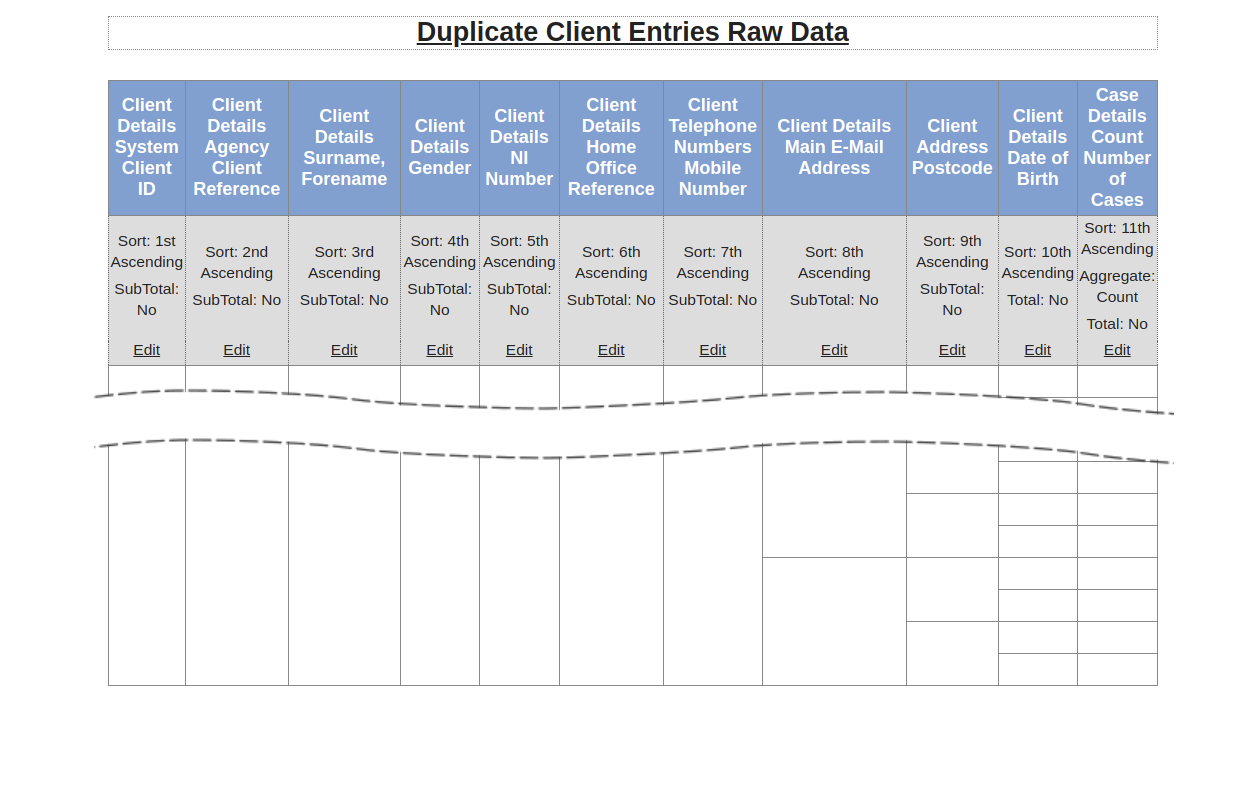 Duplicate Client Entries Raw Data
Client
Details
System
Client
ID
Client
Details
Agency
Client
Reference
Client
Details
Surname,
Forename
Client
Details
Gender
Client
Details
NI
Number
Client
Details
Home
Office
Reference
Client
Telephone
Numbers
Mobile
Number
Client Details
Main E-Mail
Address
Client
Address
Postcode
Client
Details
Date of
Birth
Case
Details
Count
Number
of
Cases
Sort: 1st
Ascending
SubTotal:
No
Edit
Sort: 2nd
Ascending
SubTotal: No
Edit
Sort: 3rd
Ascending
SubTotal: No
Edit
Sort: 4th
Ascending
SubTotal:
No
Edit
Sort: 5th
Ascending
SubTotal:
No
Edit
Sort: 6th
Ascending
SubTotal: No
Edit
Sort: 7th
Ascending
SubTotal: No
Edit
Sort: 8th
Ascending
SubTotal: No
Edit
Sort: 9th
Ascending
SubTotal:
No
Edit
Sort: 10th
Ascending
Total: No
Edit
Sort: 11th
Ascending
Aggregate:
Count
Total: No
Edit